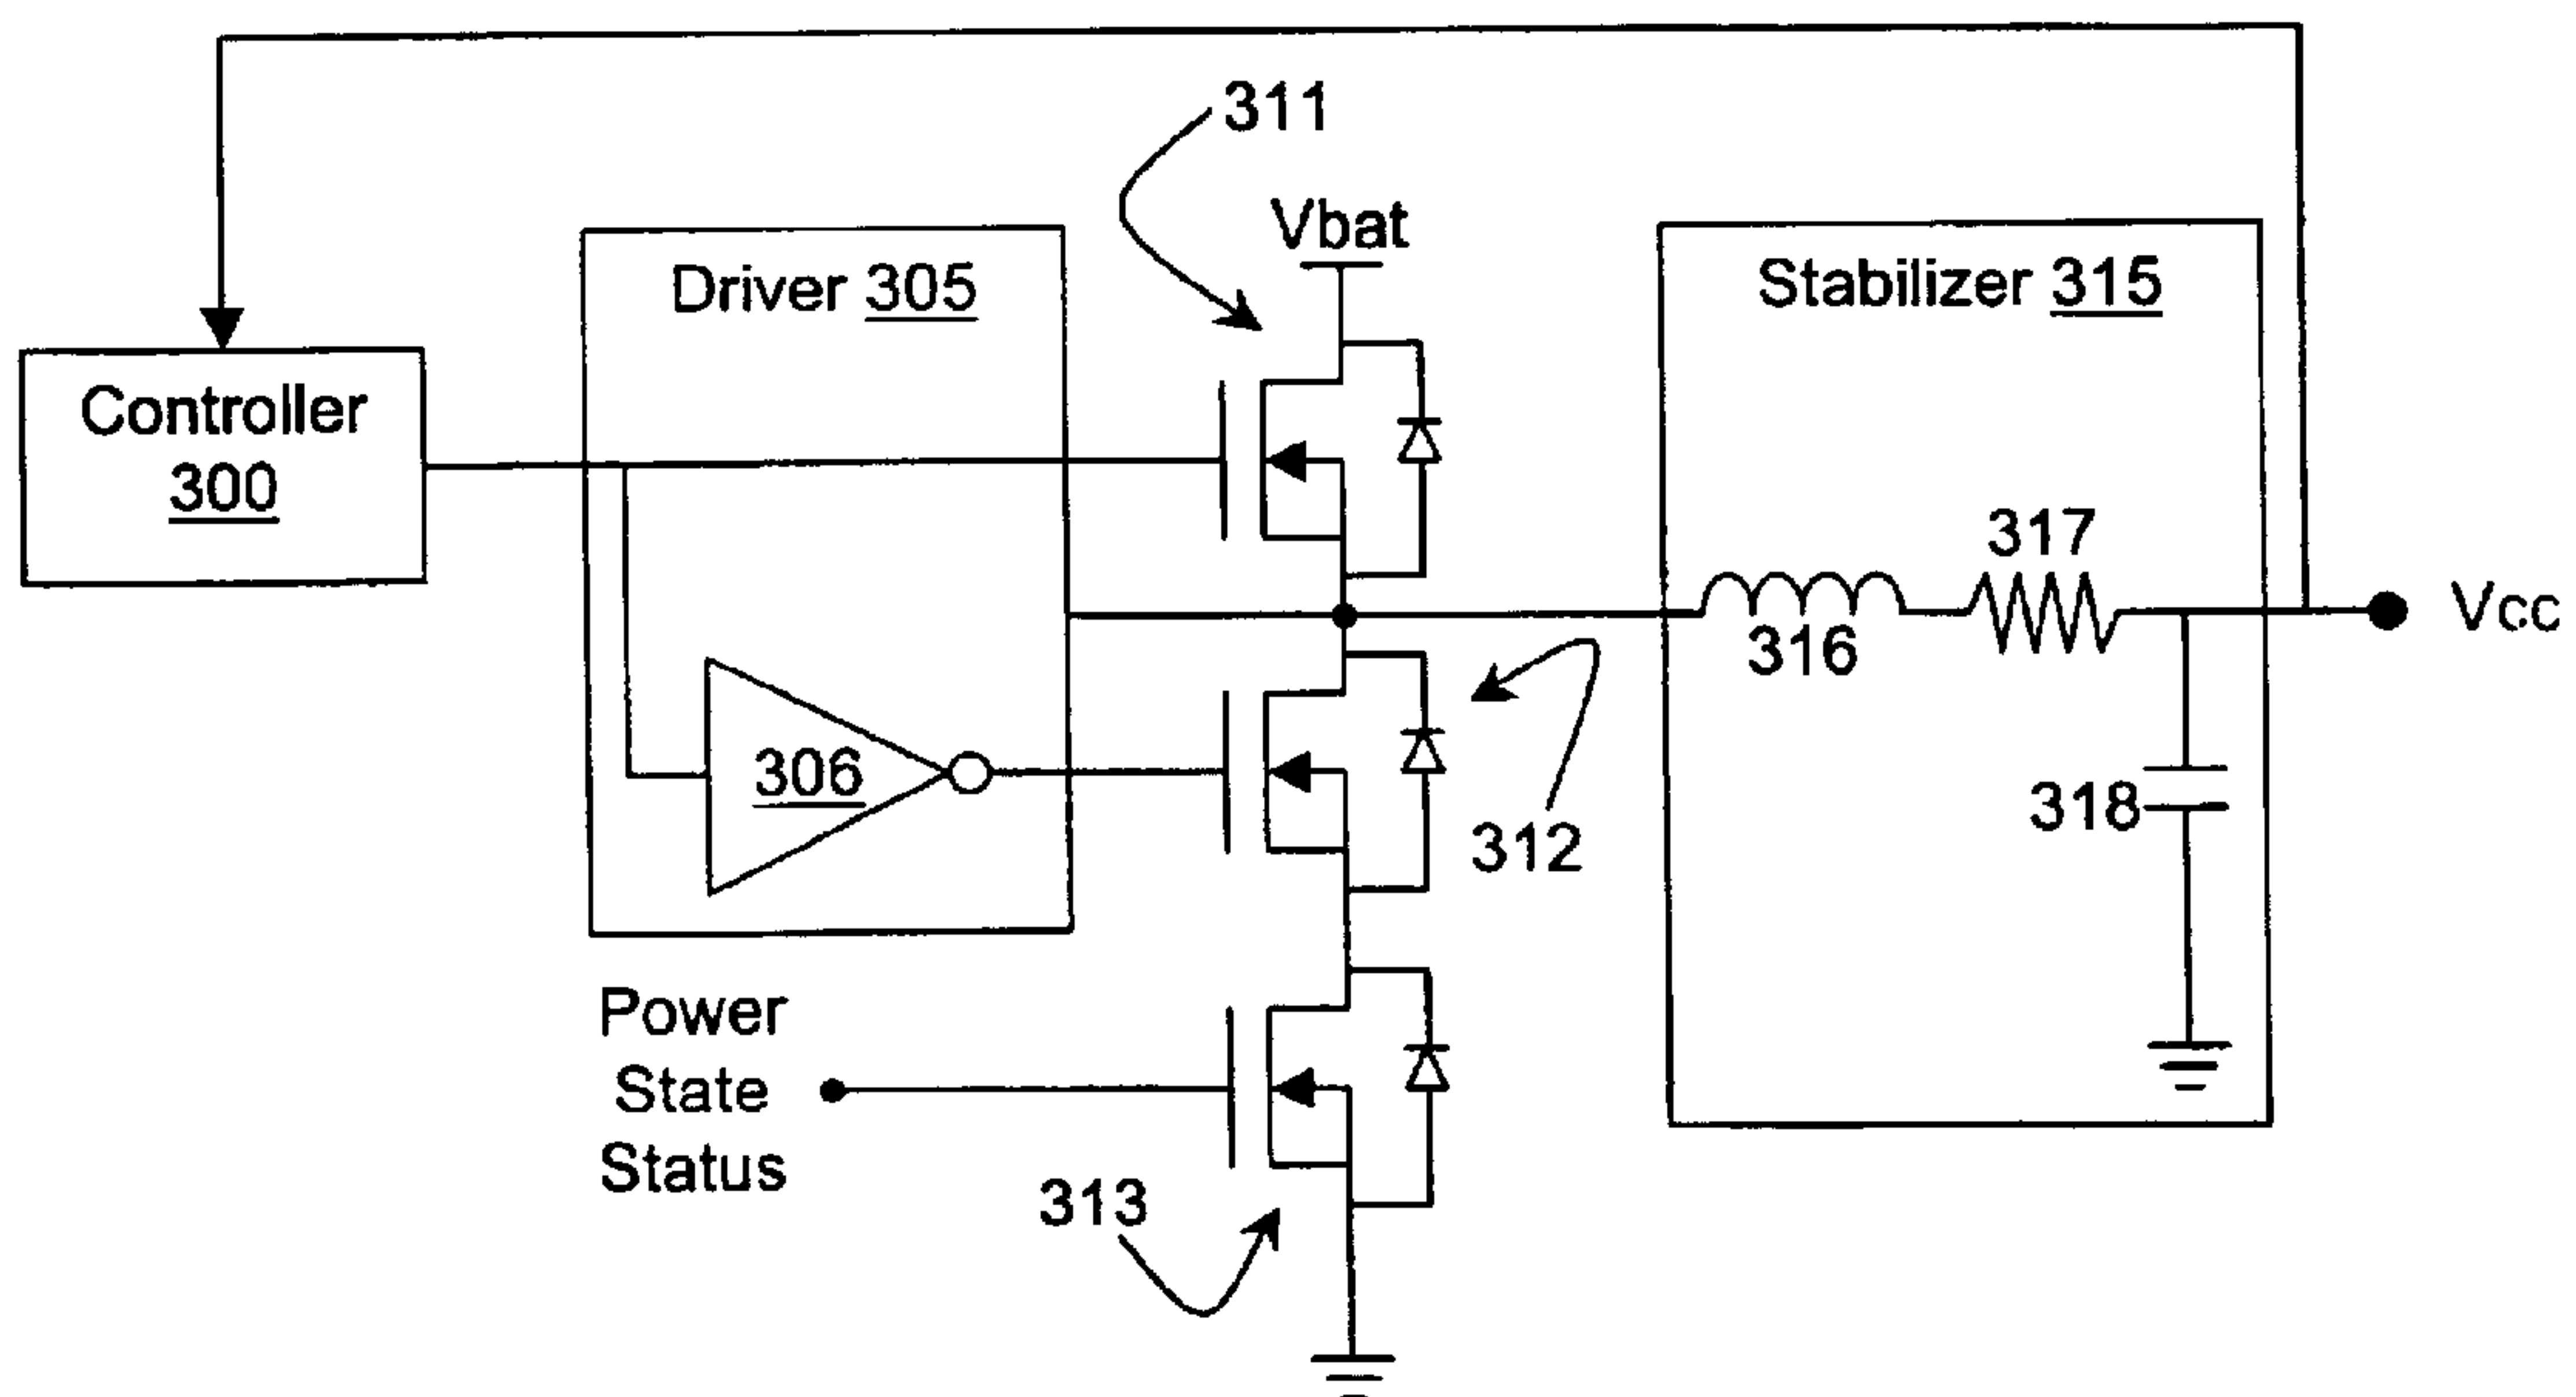 311
Vbat
Driver 305
Stabilizer 315
Controller
300
317
316
Vcc
306
318
312
Power
State
Status
313